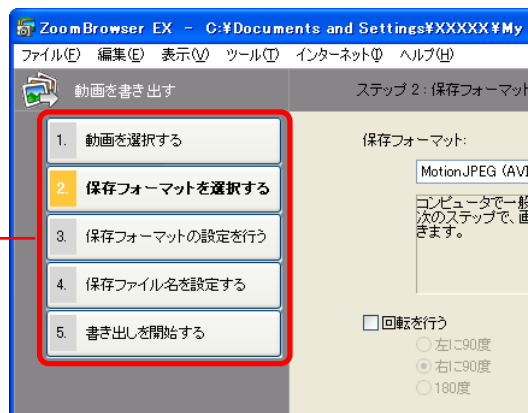 ZoomBrowser EX - C:¥Documents and Settings¥XXXXX¥My
ファイル(F) 編集(E) 表示(V) ツール(T) インターネット(I) ヘルプ(H)
動画を書き出す
ステップ 2 : 保存フォーマット
1. 動画を選択する
2. 保存フォーマットを選択する
3. 保存フォーマットの設定を行う
4. 保存ファイル名を設定する
5. 書き出しを開始する
保存フォーマット:
MotionJPEG (AVI
コンピュータで一般
次のステップで、画
きます。
回転を行う
左に90度
右に90度
180度